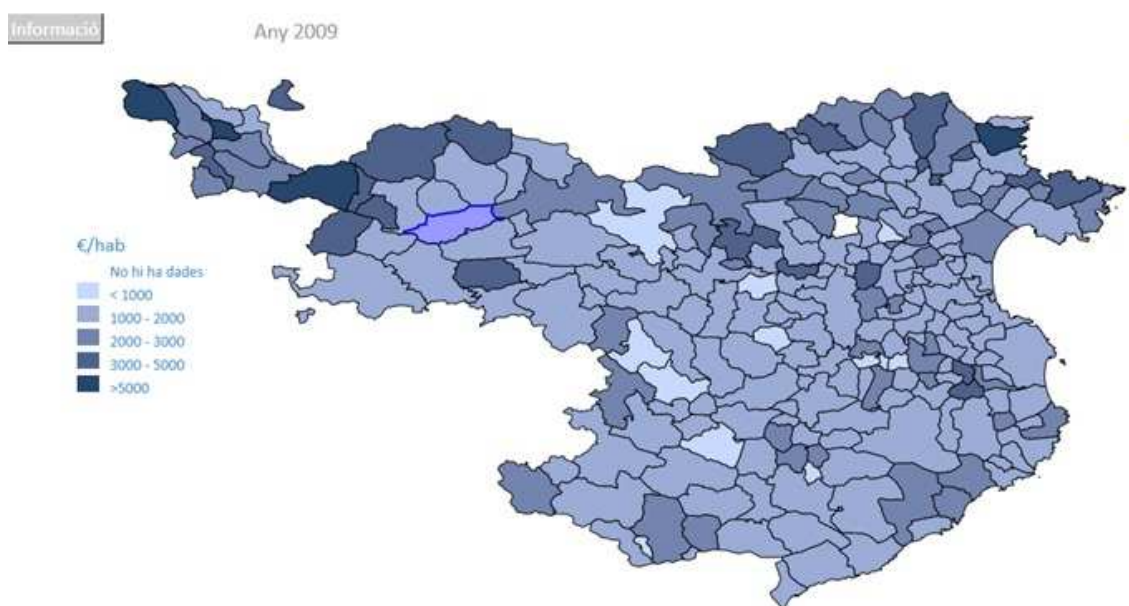 Informació
Any 2009
€/hab
No hi ha dades
< 1000
1000 - 2000
2000 - 3000
3000 - 5000
>5000